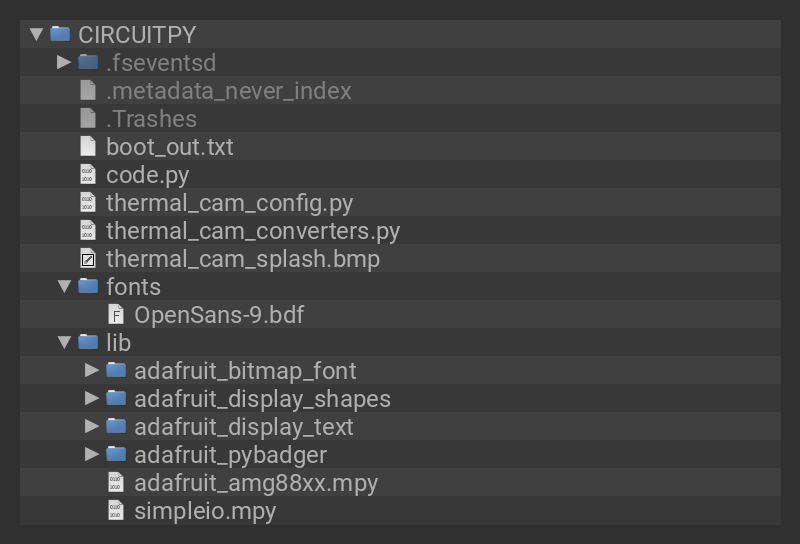 CIRCUITPY
.fseventsd
.metadata_never_index
.Trashes
boot_out.txt
code.py
thermal_cam_config.py
thermal_cam_converters.py
thermal_cam_splash.bmp
fonts
OpenSans-9.bdf
lib
adafruit_bitmap_font
adafruit_display_shapes
adafruit_display_text
adafruit_pybadger
adafruit_amg88xx.mpy
simpleio.mpy